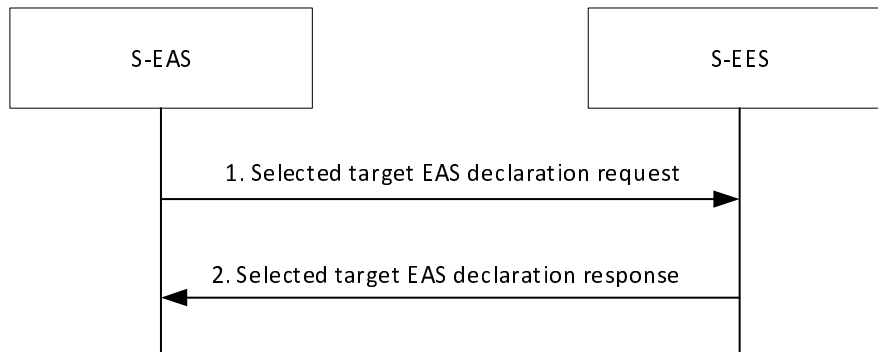 S-EAS
S-EES
1. Selected target EAS declaration request
2. Selected target EAS declaration response